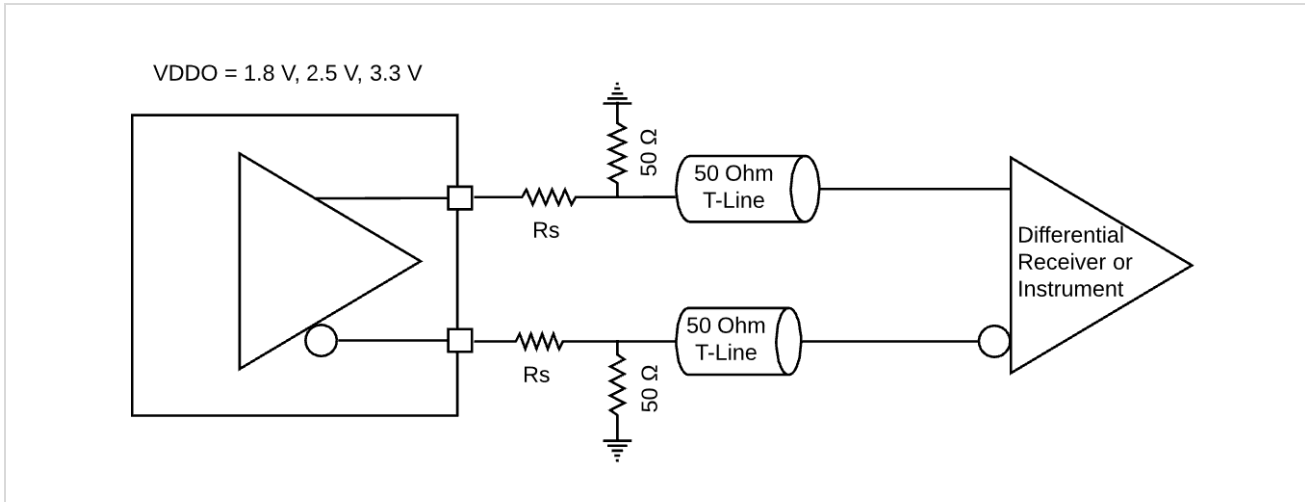 VDDO = 1.8 V, 2.5 V, 3.3 V
50 Ω
50 Ohm
T-Line
Rs
Differential
Receiver or
Instrument
50 Ohm
T-Line
Rs
50 Ω